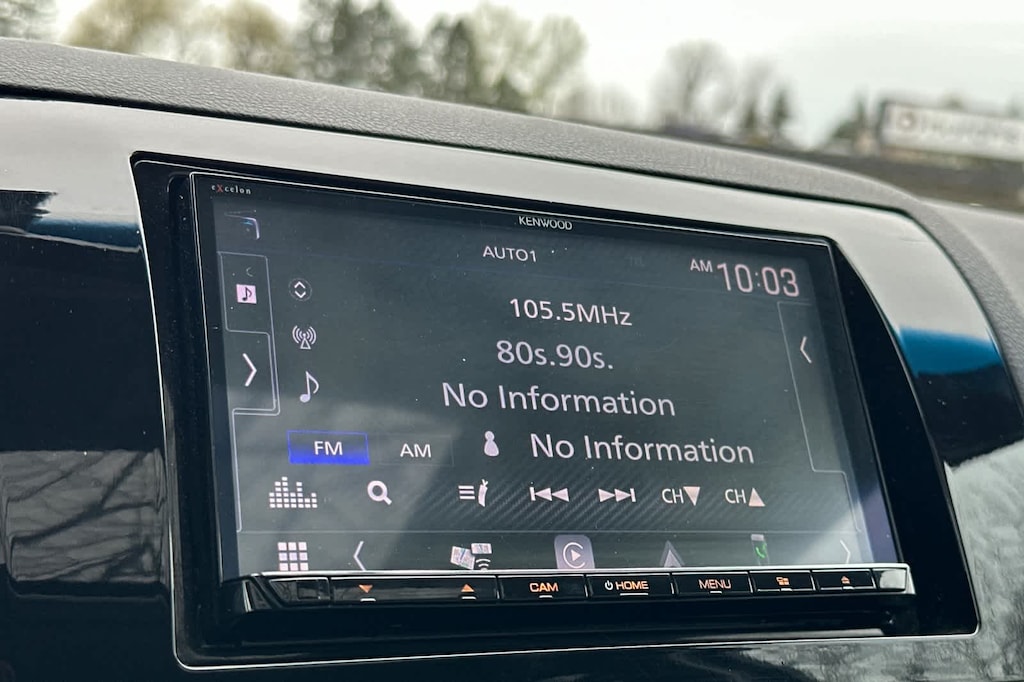 eXcelon
KENWOOD
AUTO1
AM 10:03
105.5MHz
80s.90s.
No Information
FM
AM
No Information
CH
CH
CAM
HOME
MENU